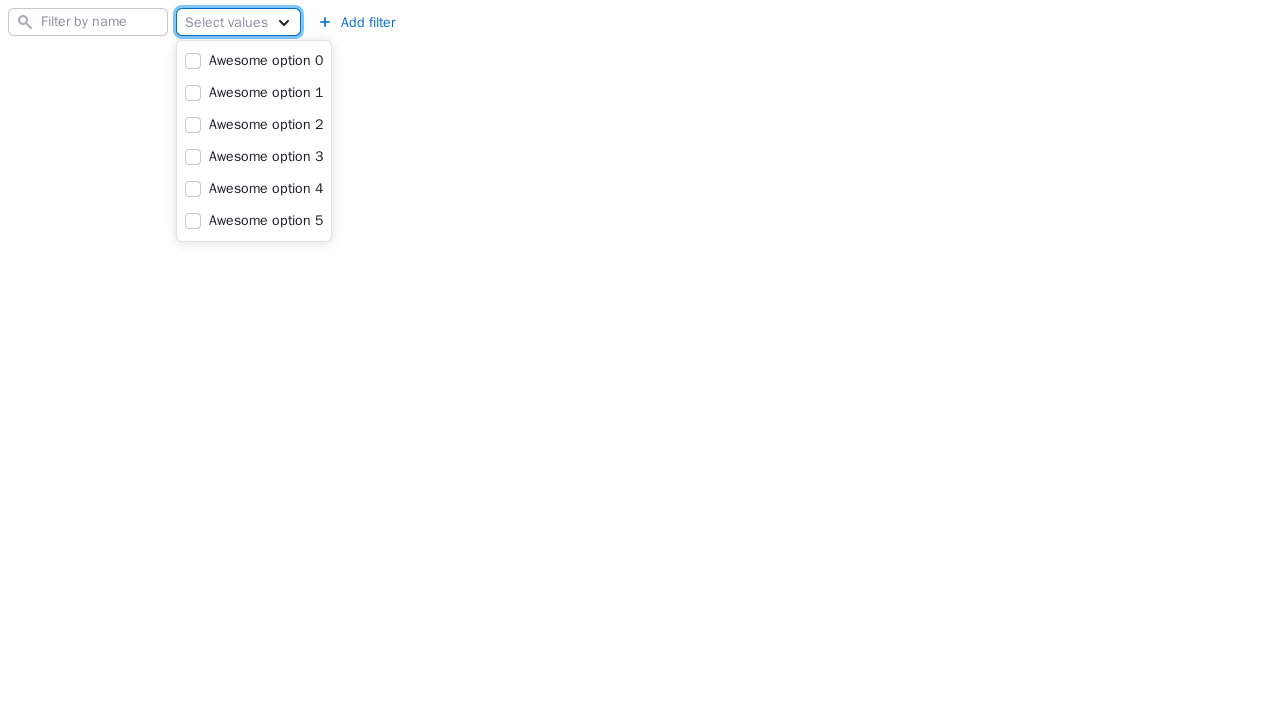 Filter by name
Select values
Add filter
Awesome option 0
Awesome option 1
Awesome option 2
Awesome option 3
Awesome option 4
Awesome option 5